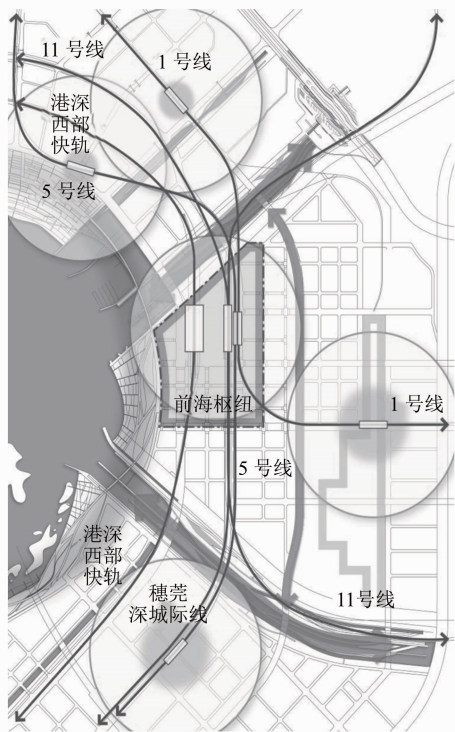 11 号线
1 号线
港深
西部
快轨
5 号线
前海枢纽
1 号线
5 号线
港深
西部
快轨
穗莞
深城际线
11号线